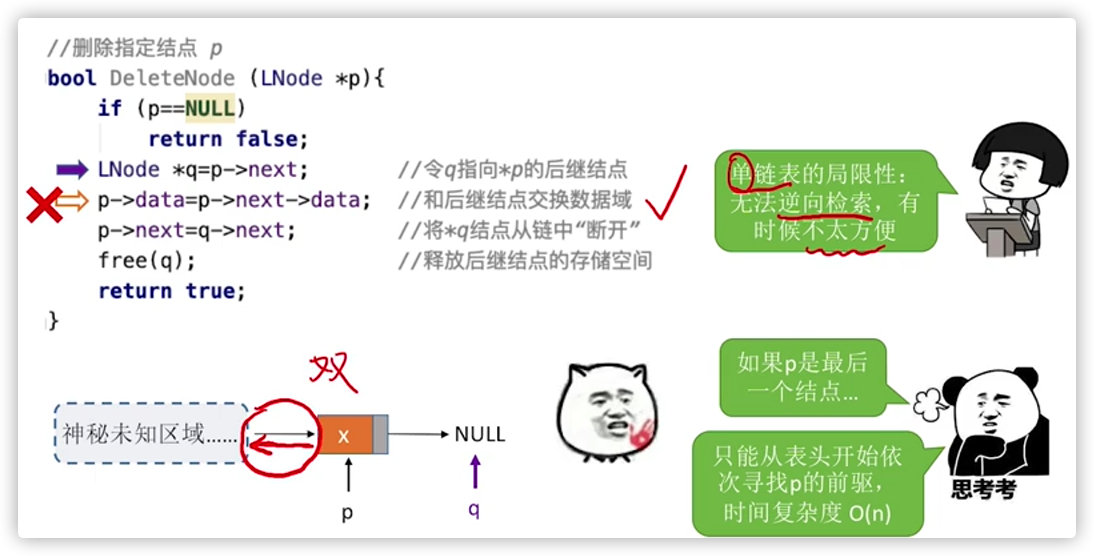 //删除指定结点 p
bool DeleteNode (LNode *p){
if (p==NULL)
return false;
LNode *q=p->next; //令q指向*p的后继结点
p->data=p->next->data; //和后继结点交换数据域
p->next=q->next; //将*q结点从链中“断开”
free(q); //释放后继结点的存储空间
return true;
}
单链表的局限性：
无法逆向检索，有
时候不太方便
双
神秘未知区域……
x
NULL
p
q
如果p是最后
一个结点…
只能从表头开始依
次寻找p的前驱，
时间复杂度 O(n)
思考考